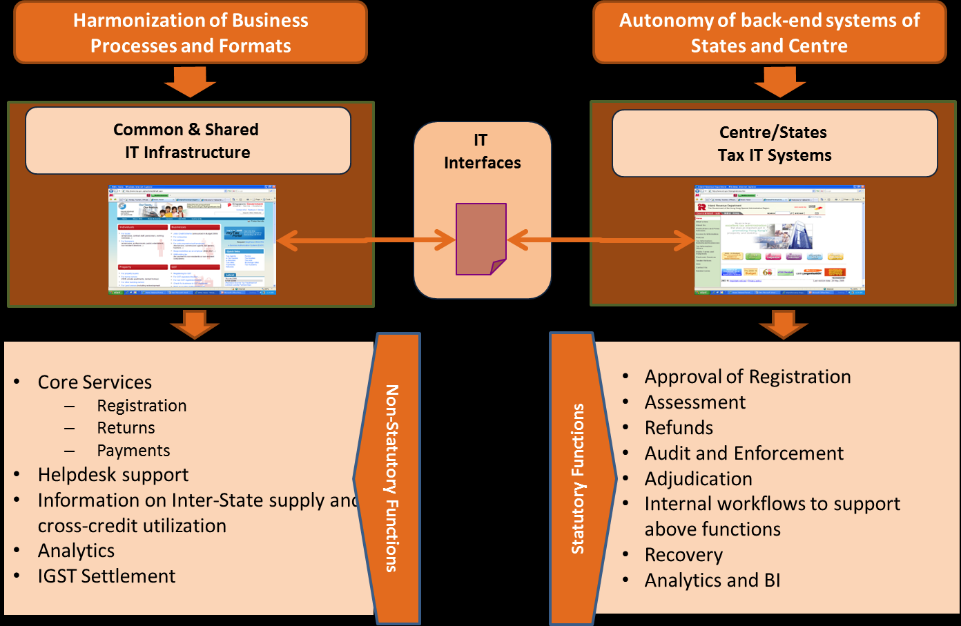 Harmonization of Business
Processes and Formats
Autonomy of back-end systems of
States and Centre
Common & Shared
IT Infrastructure
IT
Interfaces
Centre/States
Tax IT Systems
• Core Services
– Registration
– Returns
– Payments
• Helpdesk support
• Information on Inter-State supply and
cross-credit utilization
• Analytics
• IGST Settlement
Non-Statutory Functions
Statutory Functions
• Approval of Registration
• Assessment
• Refunds
• Audit and Enforcement
• Adjudication
• Internal workflows to support
above functions
• Recovery
• Analytics and BI